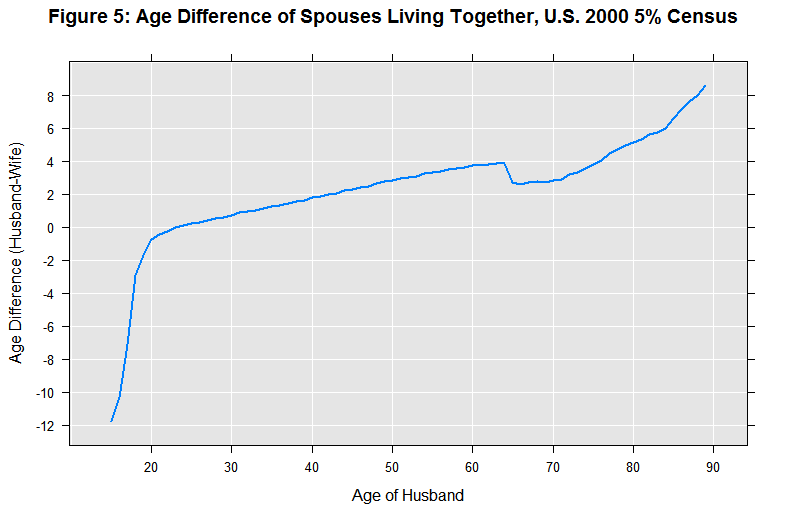 Figure 5: Age Difference of Spouses Living Together, U.S. 2000 5% Census
Age Difference (Husband-Wife)
8
6
4
2
0
-2
-4
-6
-8
-10
-12
20 30 40 50 60 70 80 90
Age of Husband